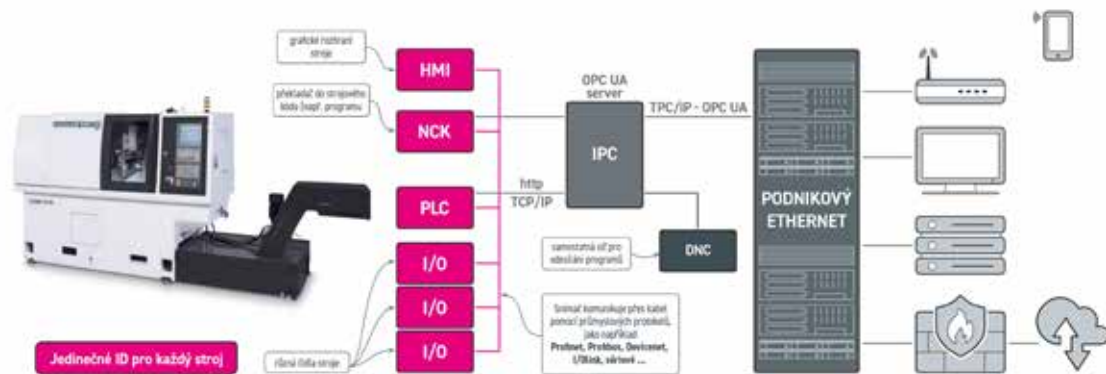 grafické rozhraní
stroje
HMI
překladač do strojového
kódu (např. programu
NCK
OPC UA
server
IPC
TPC/IP - OPC UA
PLC
http
TCP/IP
PODNIKOVÝ
ETHERNET
samostatná síť pro
odesílání programů
DNC
I/O
I/O
I/O
Snímač komunikuje přes kabel
pomocí průmyslových protokolů,
jako například
Profinet, Profibus, Devicenet,
I/Olink, sériově ...
různá čidla stroje
Jedinečné ID pro každý stroj